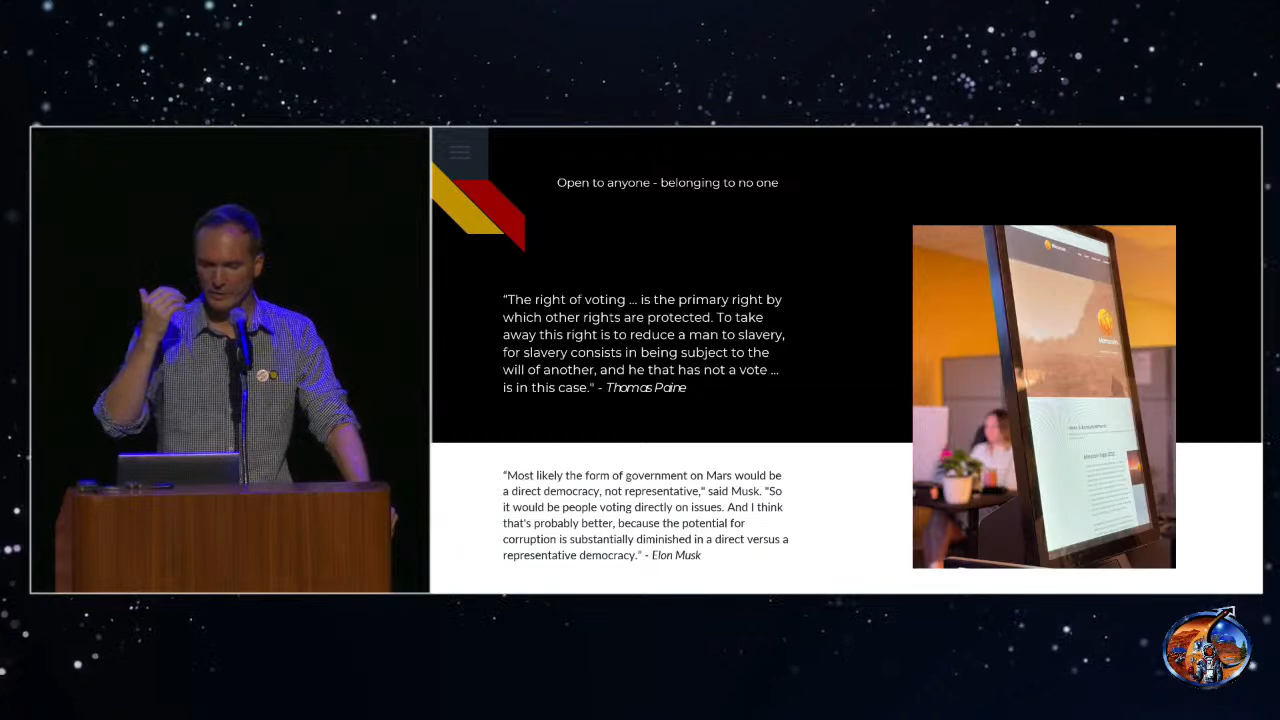 Open to anyone - belonging to no one
“The right of voting ... is the primary right by
which other rights are protected. To take
away this right is to reduce a man to slavery,
for slavery consists in being subject to the
will of another, and he that has not a vote ...
is in this case." - Thomas Paine
“Most likely the form of government on Mars would be
a direct democracy, not representative," said Musk. "So
it would be people voting directly on issues. And I think
that's probably better, because the potential for
corruption is substantially diminished in a direct versus a
representative democracy.” - Elon Musk